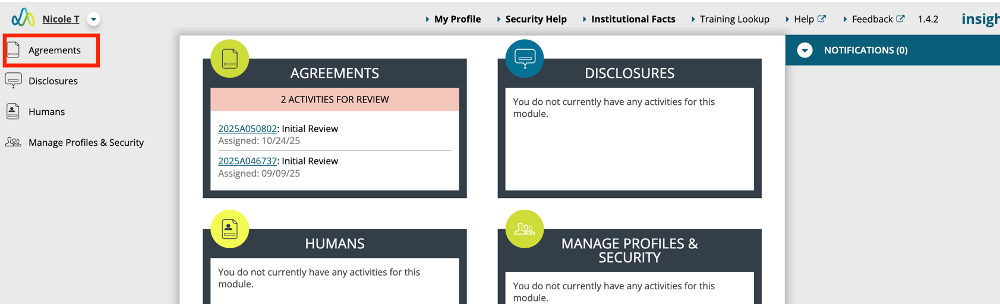 Nicole T
My Profile
Security Help
Institutional Facts
Training Lookup
Help
Feedback
1.4.2
Agreements
Disclosures
Humans
Manage Profiles & Security
AGREEMENTS
2 ACTIVITIES FOR REVIEW
2025A050802: Initial Review
Assigned: 10/24/25
2025A046737: Initial Review
Assigned: 09/09/25
DISCLOSURES
You do not currently have any activities for this
module.
HUMANS
You do not currently have any activities for this
module.
MANAGE PROFILES &
SECURITY
You do not currently have any activities for this
module.
NOTIFICATIONS (0)